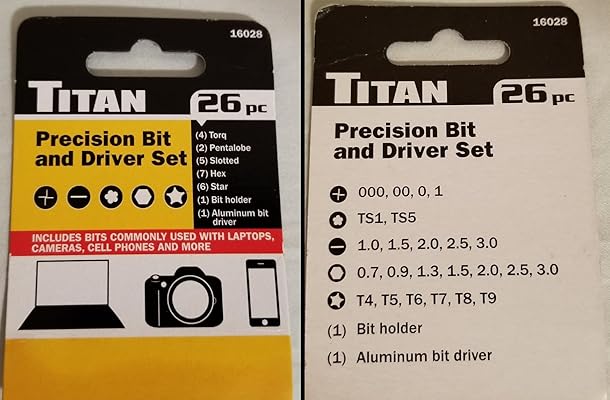 16028
TITAN
26 pc
Precision Bit
and Driver Set
(4) Torq
(2) Pentalobe
(5) Slotted
(7) Hex
(6) Star
(1) Bit holder
(1) Aluminum bit
driver
INCLUDES BITS COMMONLY USED WITH LAPTOPS,
CAMERAS, CELL PHONES AND MORE
16028
TITAN
26 pc
Precision Bit
and Driver Set
000, 00, 0, 1
TS1, TS5
1.0, 1.5, 2.0, 2.5, 3.0
0.7, 0.9, 1.3, 1.5, 2.0, 2.5, 3.0
T4, T5, T6, T7, T8, T9
(1) Bit holder
(1) Aluminum bit driver